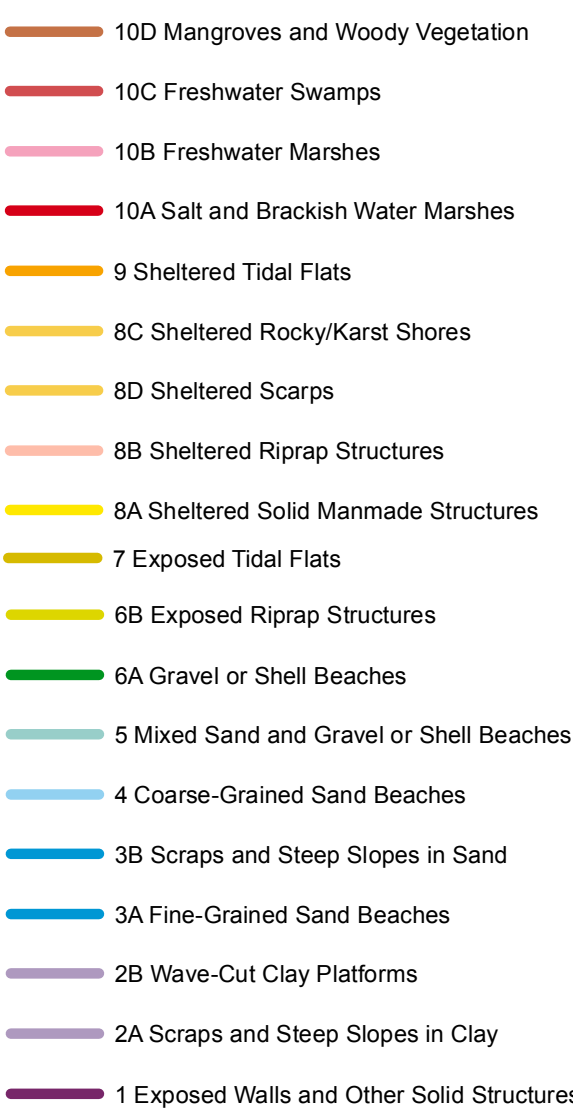 10D Mangroves and Woody Vegetation
10C Freshwater Swamps
10B Freshwater Marshes
10A Salt and Brackish Water Marshes
9 Sheltered Tidal Flats
8C Sheltered Rocky/Karst Shores
8D Sheltered Scarps
8B Sheltered Riprap Structures
8A Sheltered Solid Manmade Structures
7 Exposed Tidal Flats
6B Exposed Riprap Structures
6A Gravel or Shell Beaches
5 Mixed Sand and Gravel or Shell Beaches
4 Coarse-Grained Sand Beaches
3B Scraps and Steep Slopes in Sand
3A Fine-Grained Sand Beaches
2B Wave-Cut Clay Platforms
2A Scraps and Steep Slopes in Clay
1 Exposed Walls and Other Solid Structures